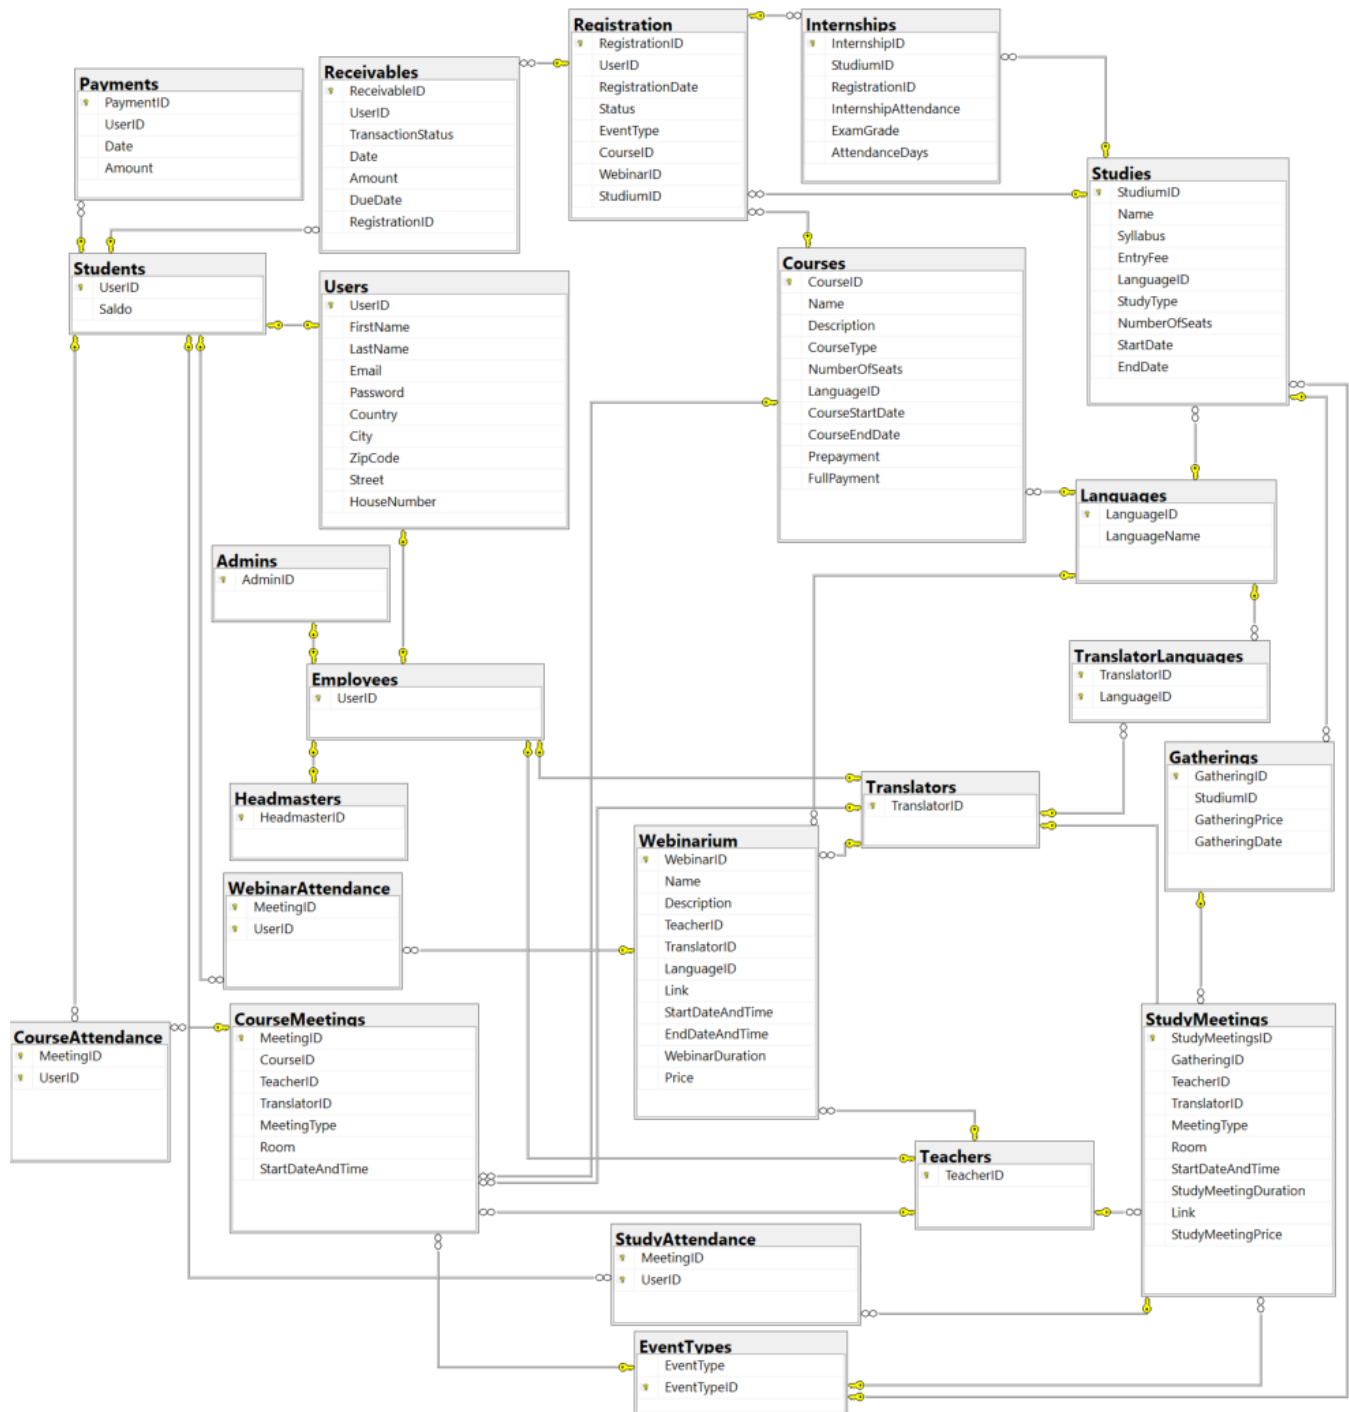 Registration
RegistrationID
UserID
RegistrationDate
Status
EventType
CourseID
WebinarID
StudiumID
Internships
InternshipID
StudiumID
RegistrationID
InternshipAttendance
ExamGrade
AttendanceDays
Receivables
ReceivableID
UserID
TransactionStatus
Date
Amount
DueDate
RegistrationID
Payments
PaymentID
UserID
Date
Amount
Studies
StudiumID
Name
Syllabus
EntryFee
LanguageID
StudyType
NumberOfSeats
StartDate
EndDate
Students
UserID
Saldo
Users
UserID
FirstName
LastName
Email
Password
Country
City
ZipCode
Street
HouseNumber
Courses
CourseID
Name
Description
CourseType
NumberOfSeats
LanguageID
CourseStartDate
CourseEndDate
Prepayment
FullPayment
Languages
LanguageID
LanguageName
Admins
AdminID
Employees
UserID
TranslatorLanguages
TranslatorID
LanguageID
Gatherings
GatheringID
StudiumID
GatheringPrice
GatheringDate
Headmasters
HeadmasterID
Translators
TranslatorID
Webinarium
WebinarID
Name
Description
TeacherID
TranslatorID
LanguageID
Link
StartDateAndTime
EndDateAndTime
WebinarDuration
Price
WebinarAttendance
MeetingID
UserID
CourseAttendance
MeetingID
UserID
CourseMeetings
MeetingID
CourseID
TeacherID
TranslatorID
MeetingType
Room
StartDateAndTime
StudyMeetings
StudyMeetingsID
GatheringID
TeacherID
TranslatorID
MeetingType
Room
StartDateAndTime
StudyMeetingDuration
Link
StudyMeetingPrice
Teachers
TeacherID
StudyAttendance
MeetingID
UserID
EventTypes
EventType
EventTypeID